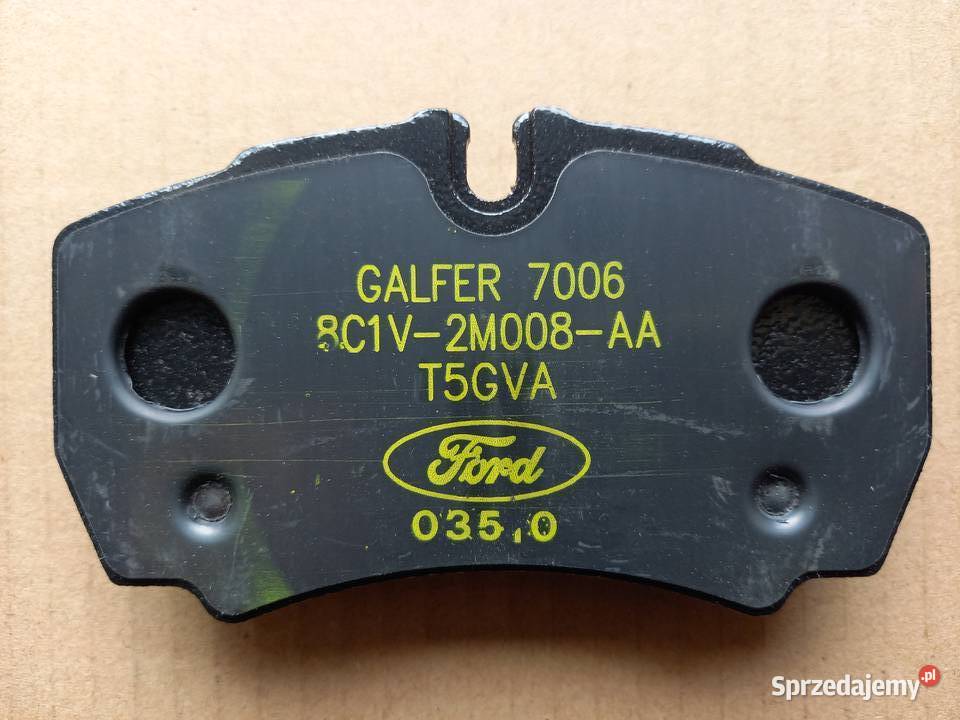 GALFER 7006
8C1V-2M008-AA
T5GVA
Ford
035,0
Sprzedajemy.pl